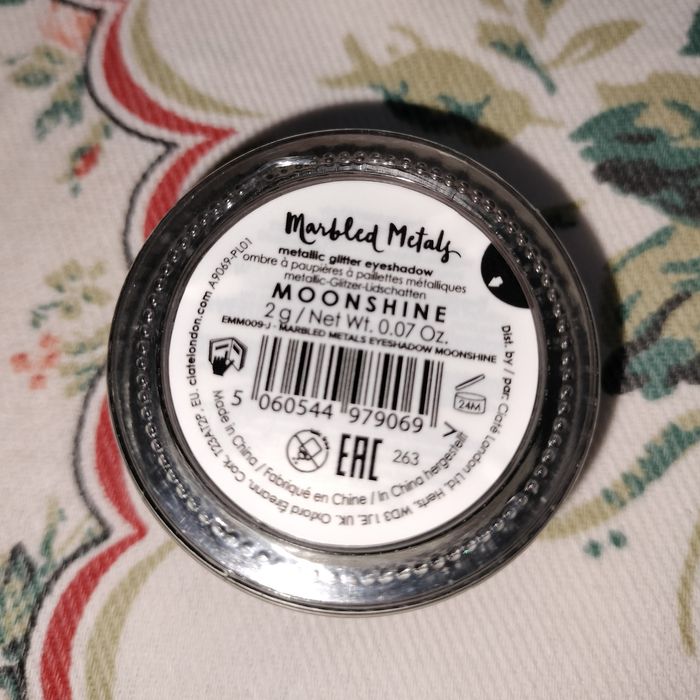 Marbled Metals
metallic glitter eyeshadow
ombre à paupières à paillettes métalliques
metallic-Glitzer-Lidschatten
MOONSHINE
2 g / Net Wt. 0.07 Oz.
EMM009-J - MARBLED METALS EYESHADOW MOONSHINE
24M
5 060544 979069 >
EAC 263
Made in China / Fabriqué en Chine / In China hergestellt
Dist. by / par: Ciaté London Ltd, Herts, WD3 1JE, UK. Oxford Eireann, Cork, T23AT2P, EU. ciatelondon.com A9069-PL01